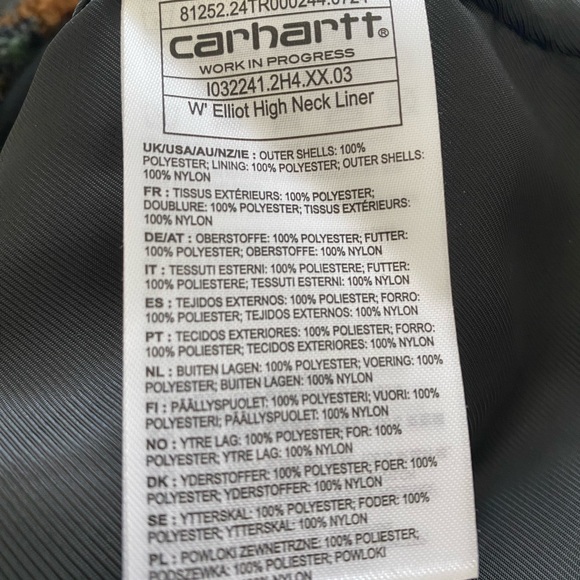 81252.24TR000244.0724
carhartt®
WORK IN PROGRESS
I032241.2H4.XX.03
W' Elliot High Neck Liner
UK/USA/AU/NZ/IE : OUTER SHELLS: 100%
POLYESTER; LINING: 100% POLYESTER; OUTER SHELLS:
100% NYLON
FR : TISSUS EXTÉRIEURS: 100% POLYESTER;
DOUBLURE: 100% POLYESTER; TISSUS EXTÉRIEURS:
100% NYLON
DE/AT : OBERSTOFFE: 100% POLYESTER; FUTTER:
100% POLYESTER; OBERSTOFFE: 100% NYLON
IT : TESSUTI ESTERNI: 100% POLIESTERE; FUTTER:
100% POLIESTERE; TESSUTI ESTERNI: 100% NYLON
ES : TEJIDOS EXTERNOS: 100% POLIESTER; FORRO:
100% POLIESTER; TEJIDOS EXTERNOS: 100% NYLON
PT : TECIDOS EXTERIORES: 100% POLIESTER; FORRO:
100% POLIESTER; TECIDOS EXTERIORES: 100% NYLON
NL : BUITEN LAGEN: 100% POLYESTER; VOERING: 100%
POLYESTER; BUITEN LAGEN: 100% NYLON
FI : PÄÄLLYSPUOLET: 100% POLYESTERI; VUORI: 100%
POLYESTERI; PÄÄLLYSPUOLET: 100% NYLON
NO : YTRE LAG: 100% POLYESTER; FOR: 100%
POLYESTER; YTRE LAG: 100% NYLON
DK : YDERSTOFFER: 100% POLYESTER; FOER: 100%
POLYESTER; YDERSTOFFER: 100% NYLON
SE : YTTERSKAL: 100% POLYESTER; FODER: 100%
POLYESTER; YTTERSKAL: 100% NYLON
PL : POWLOKI ZEWNETRZNE: 100% POLIESTER;
PODSZEWKA: 100% POLIESTER; POWLOKI